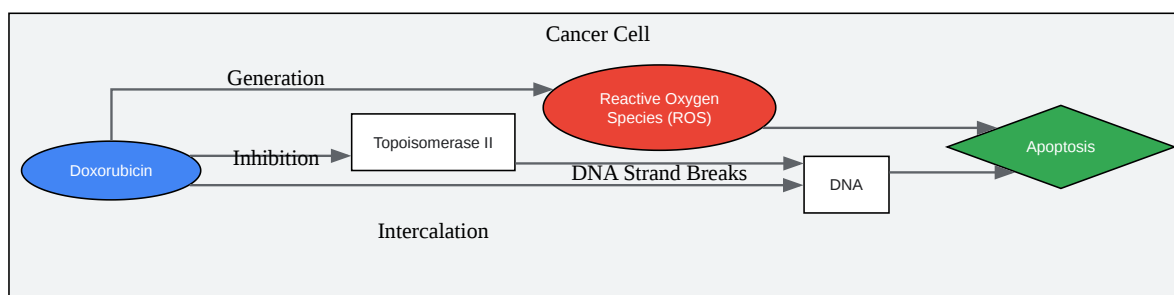 Cancer Cell
Generation
Reactive Oxygen
Species (ROS)
Topoisomerase II
Apoptosis
Inhibition
Doxorubicin
DNA Strand Breaks
DNA
Intercalation